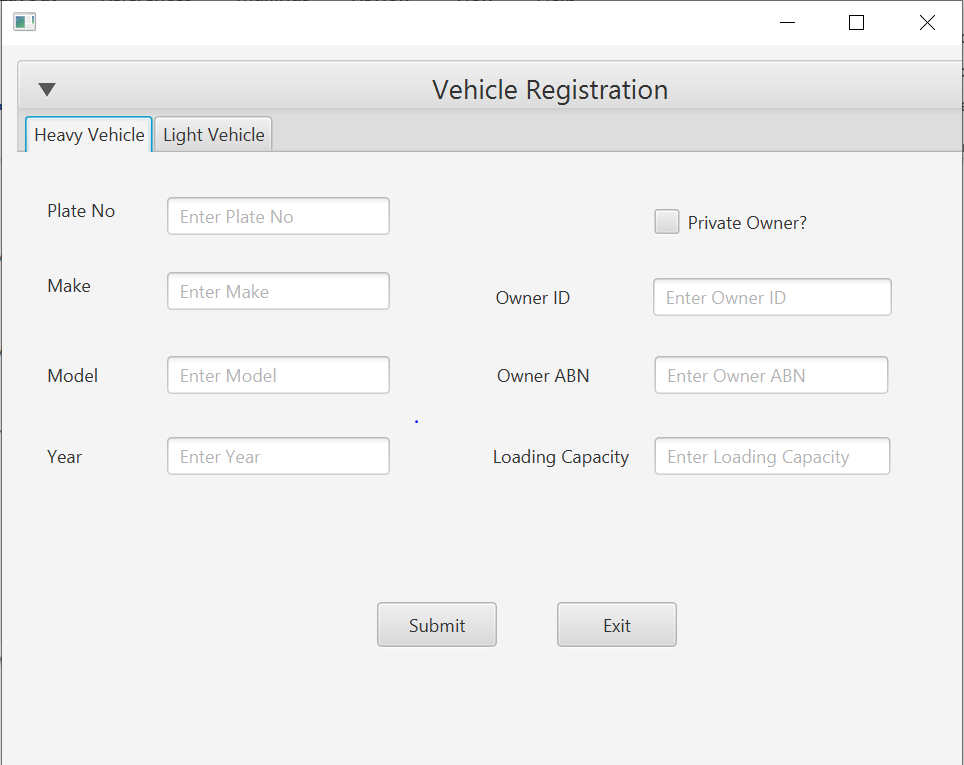 Vehicle Registration
Heavy Vehicle Light Vehicle
Plate No Enter Plate No
Private Owner?
Make Enter Make
Owner ID Enter Owner ID
Model Enter Model Owner ABN Enter Owner ABN
Year Enter Year Loading Capacity Enter Loading Capacity
Submit Exit